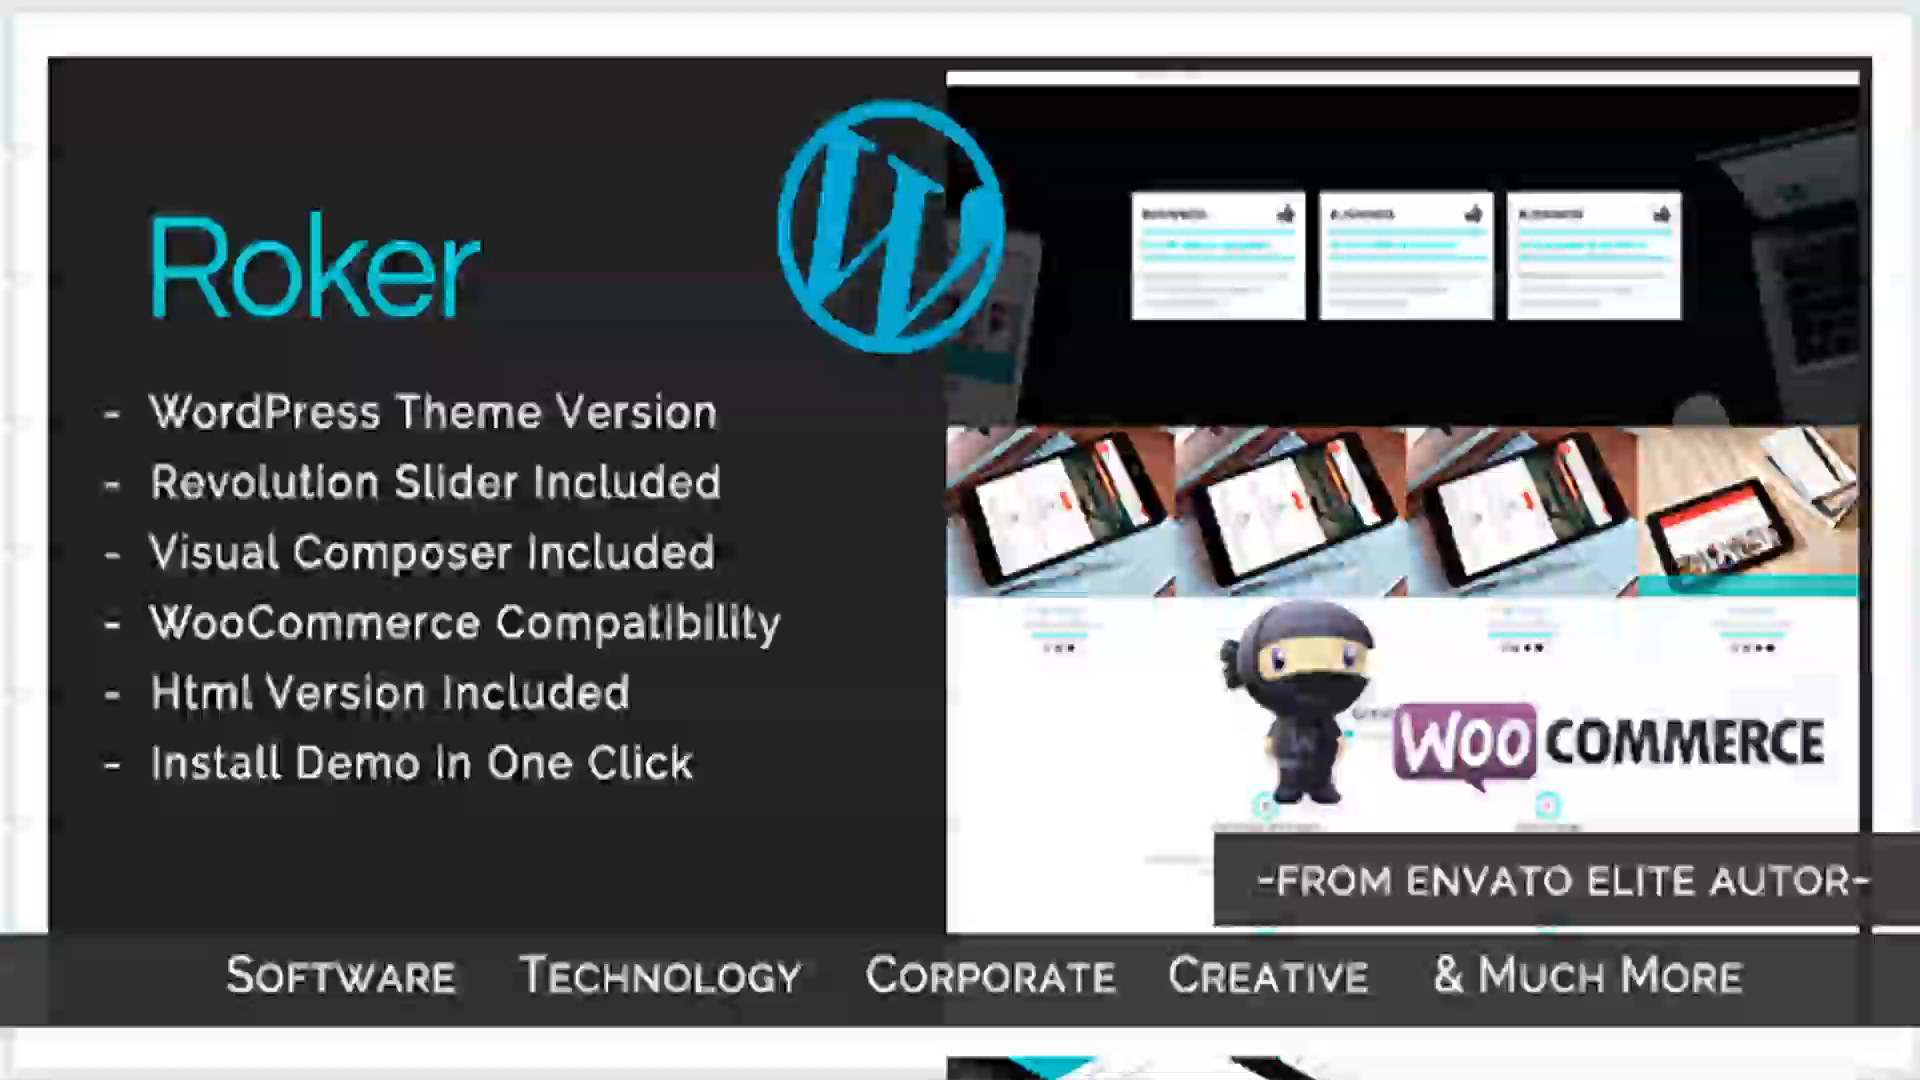 Roker
- WordPress Theme Version
- Revolution Slider Included
- Visual Composer Included
- WooCommerce Compatibility
- Html Version Included
- Install Demo In One Click
WOO COMMERCE
-FROM ENVATO ELITE AUTOR-
SOFTWARE TECHNOLOGY CORPORATE CREATIVE & MUCH MORE